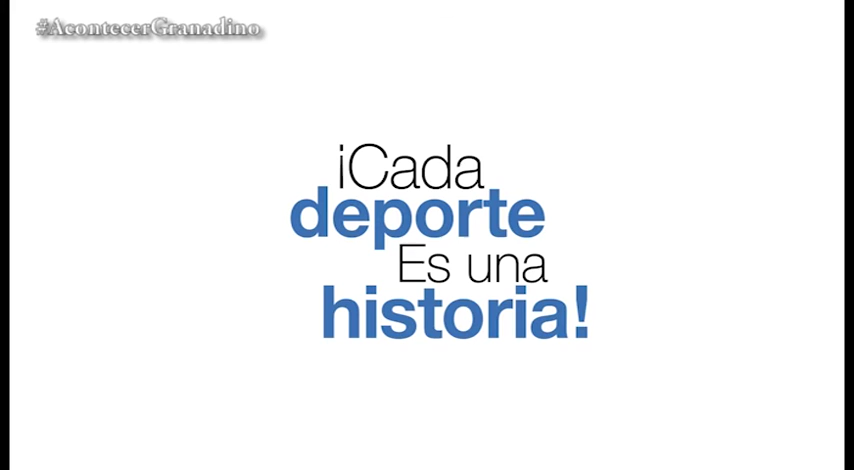 #AcontecerGranadino
¡Cada
deporte
Es una
historia!